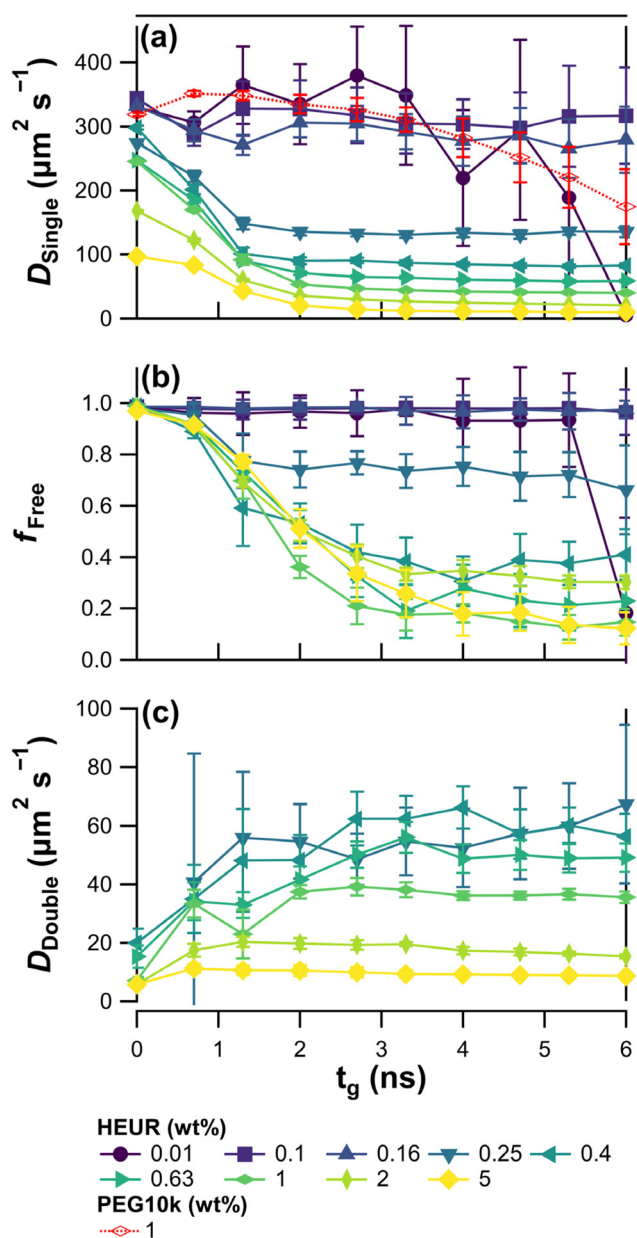 (a)
400
300
200
100
0
D_Single (µm² s⁻¹)
(b)
1.0
0.8
0.6
0.4
0.2
0.0
f_Free
(c)
100
80
60
40
20
0
D_Double (µm² s⁻¹)
0 1 2 3 4 5 6
t_g (ns)
HEUR (wt%)
0.01 0.1 0.16 0.25 0.4
0.63 1 2 5
PEG10k (wt%)
1